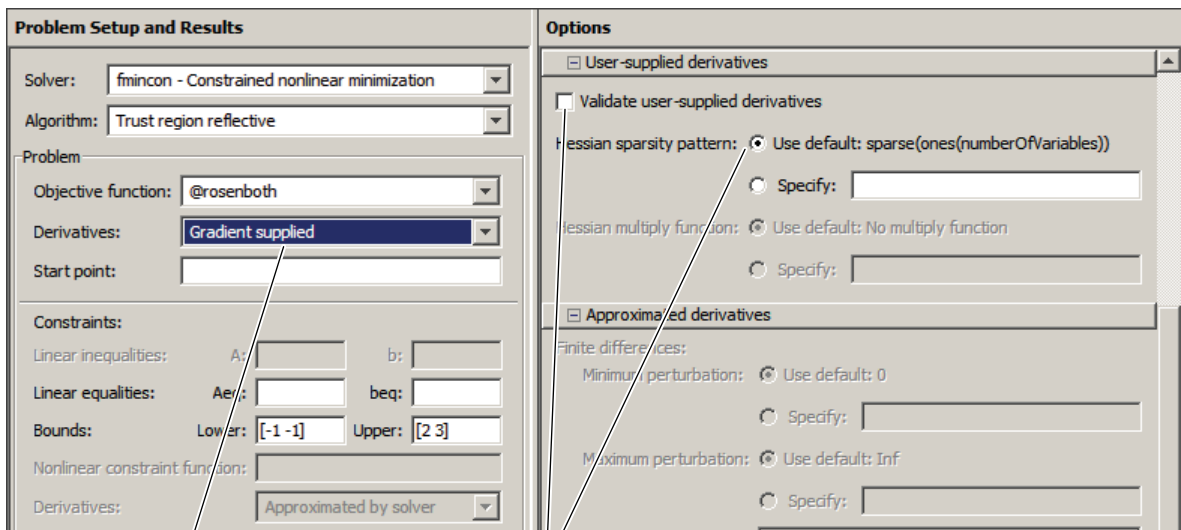 Problem Setup and Results
Solver: fmincon - Constrained nonlinear minimization
Algorithm: Trust region reflective
Problem
Objective function: @rosenboth
Derivatives: Gradient supplied
Start point:
Constraints:
Linear inequalities: A: b:
Linear equalities: Aeq: beq:
Bounds: Lower: [-1 -1] Upper: [2 3]
Nonlinear constraint function:
Derivatives: Approximated by solver
Options
User-supplied derivatives
Validate user-supplied derivatives
Hessian sparsity pattern: Use default: sparse(ones(numberOfVariables))
Specify:
Hessian multiply function: Use default: No multiply function
Specify:
Approximated derivatives
Finite differences:
Minimum perturbation: Use default: 0
Specify:
Maximum perturbation: Use default: Inf
Specify: